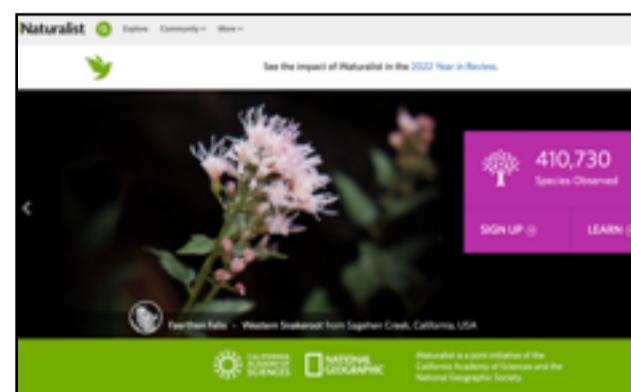 Naturalist Explore Community More
See the impact of iNaturalist in the 2022 Year in Review.
410,730
Species Observed
SIGN UP LEARN
Felix - Western Snakeroot from Sagehen Creek, California, USA
CALIFORNIA
ACADEMY OF
SCIENCES
NATIONAL
GEOGRAPHIC
iNaturalist is a joint initiative of the
California Academy of Sciences and the
National Geographic Society.